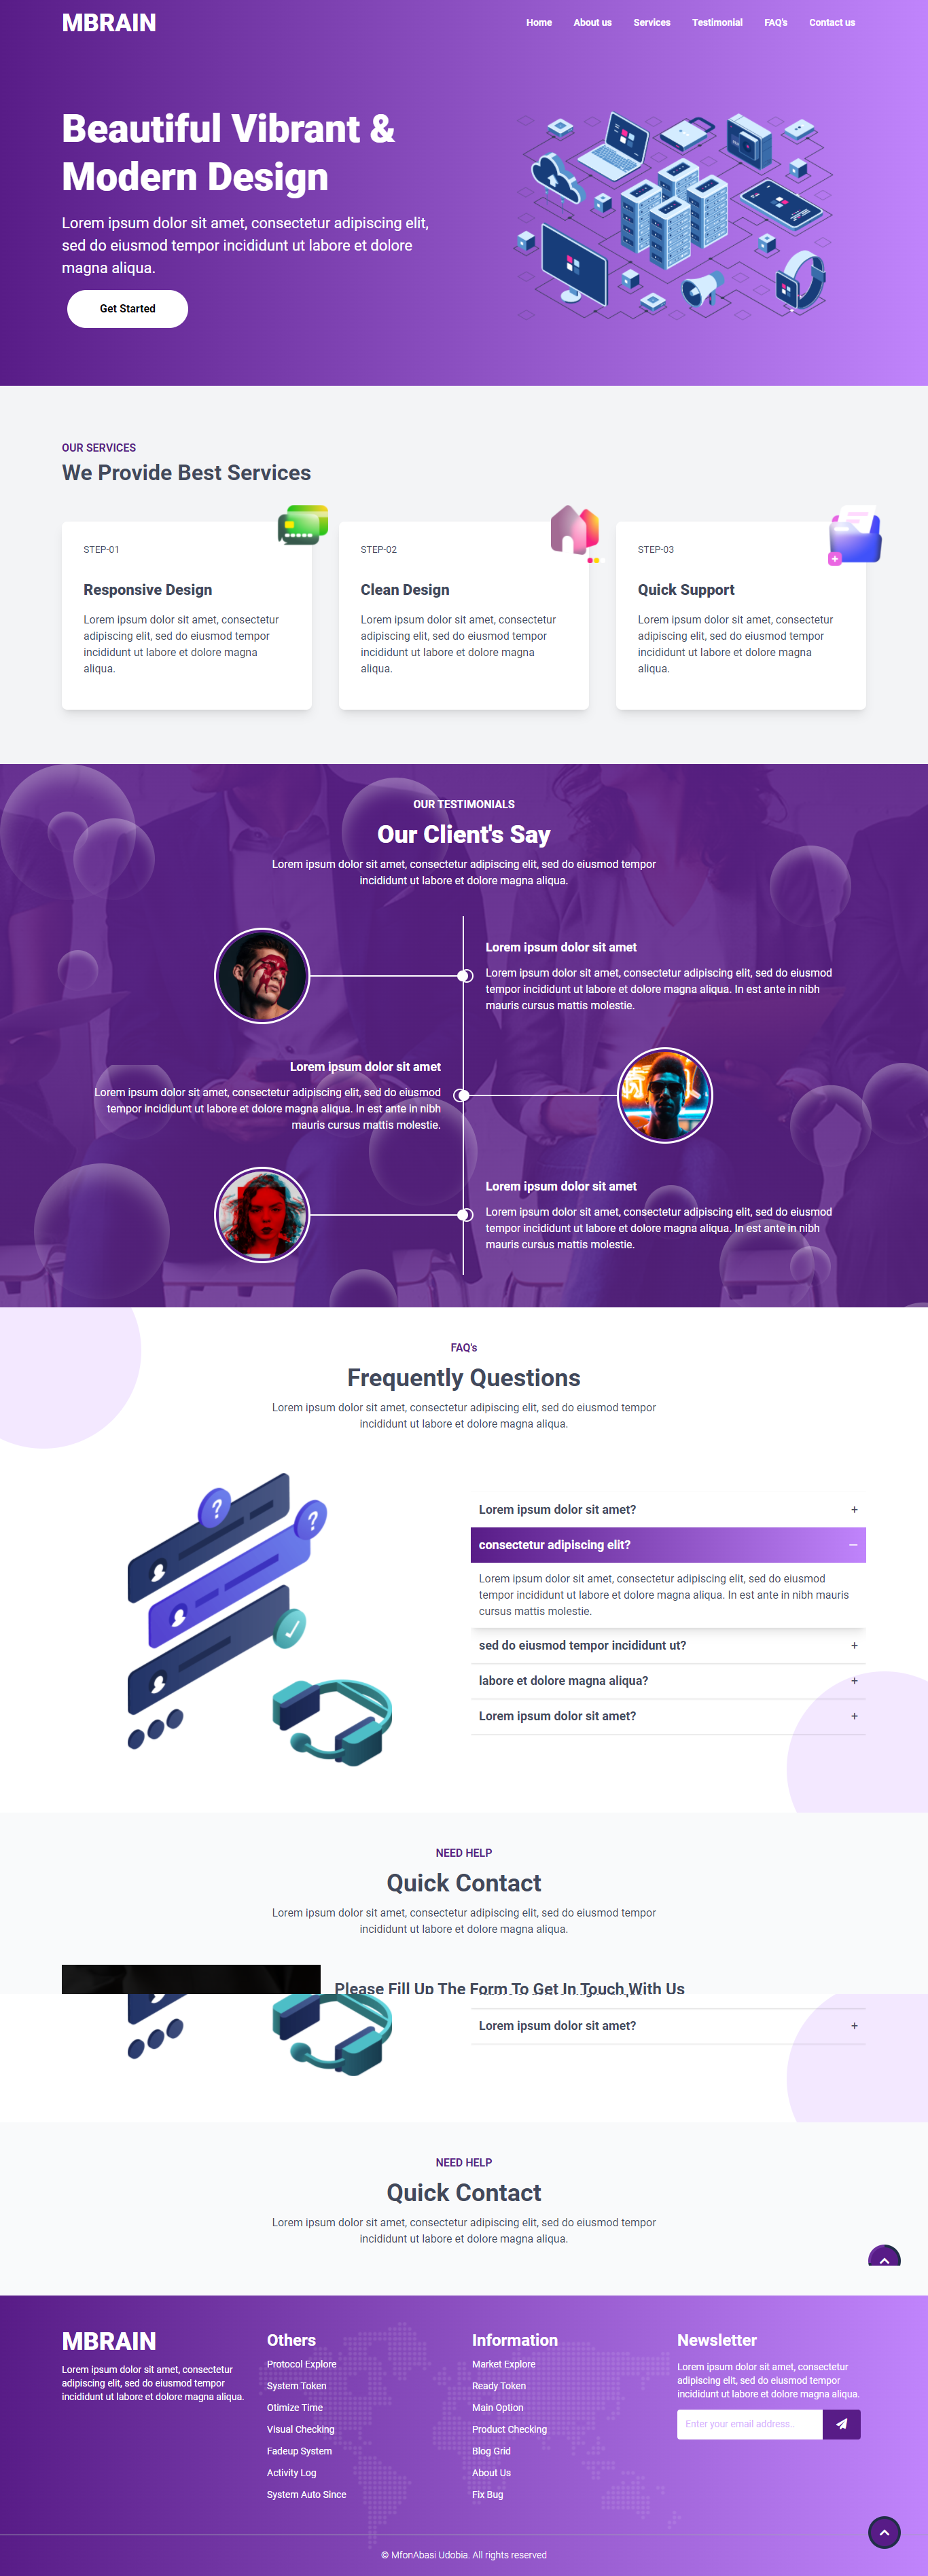 MBRAIN
Home About us Services Testimonial FAQ's Contact us
Beautiful Vibrant &
Modern Design
Lorem ipsum dolor sit amet, consectetur adipiscing elit,
sed do eiusmod tempor incididunt ut labore et dolore
magna aliqua.
Get Started
OUR SERVICES
We Provide Best Services
STEP-01
Responsive Design
Lorem ipsum dolor sit amet, consectetur
adipiscing elit, sed do eiusmod tempor
incididunt ut labore et dolore magna
aliqua.
STEP-02
Clean Design
Lorem ipsum dolor sit amet, consectetur
adipiscing elit, sed do eiusmod tempor
incididunt ut labore et dolore magna
aliqua.
STEP-03
Quick Support
Lorem ipsum dolor sit amet, consectetur
adipiscing elit, sed do eiusmod tempor
incididunt ut labore et dolore magna
aliqua.
OUR TESTIMONIALS
Our Client's Say
Lorem ipsum dolor sit amet, consectetur adipiscing elit, sed do eiusmod tempor
incididunt ut labore et dolore magna aliqua.
Lorem ipsum dolor sit amet
Lorem ipsum dolor sit amet, consectetur adipiscing elit, sed do eiusmod
tempor incididunt ut labore et dolore magna aliqua. In est ante in nibh
mauris cursus mattis molestie.
Lorem ipsum dolor sit amet
Lorem ipsum dolor sit amet, consectetur adipiscing elit, sed do eiusmod
tempor incididunt ut labore et dolore magna aliqua. In est ante in nibh
mauris cursus mattis molestie.
Lorem ipsum dolor sit amet
Lorem ipsum dolor sit amet, consectetur adipiscing elit, sed do eiusmod
tempor incididunt ut labore et dolore magna aliqua. In est ante in nibh
mauris cursus mattis molestie.
FAQ's
Frequently Questions
Lorem ipsum dolor sit amet, consectetur adipiscing elit, sed do eiusmod tempor
incididunt ut labore et dolore magna aliqua.
? ?
Lorem ipsum dolor sit amet? +
consectetur adipiscing elit? —
Lorem ipsum dolor sit amet, consectetur adipiscing elit, sed do eiusmod
tempor incididunt ut labore et dolore magna aliqua. In est ante in nibh mauris
cursus mattis molestie.
sed do eiusmod tempor incididunt ut? +
labore et dolore magna aliqua? +
Lorem ipsum dolor sit amet? +
NEED HELP
Quick Contact
Lorem ipsum dolor sit amet, consectetur adipiscing elit, sed do eiusmod tempor
incididunt ut labore et dolore magna aliqua.
Please Fill Up The Form To Get In Touch With Us
Lorem ipsum dolor sit amet? +
NEED HELP
Quick Contact
Lorem ipsum dolor sit amet, consectetur adipiscing elit, sed do eiusmod tempor
incididunt ut labore et dolore magna aliqua.
MBRAIN
Lorem ipsum dolor sit amet, consectetur
adipiscing elit, sed do eiusmod tempor
incididunt ut labore et dolore magna aliqua.
Others
Protocol Explore
System Token
Otimize Time
Visual Checking
Fadeup System
Activity Log
System Auto Since
Information
Market Explore
Ready Token
Main Option
Product Checking
Blog Grid
About Us
Fix Bug
Newsletter
Lorem ipsum dolor sit amet, consectetur
adipiscing elit, sed do eiusmod tempor
incididunt ut labore et dolore magna aliqua.
Enter your email address..
© MfonAbasi Udobia. All rights reserved